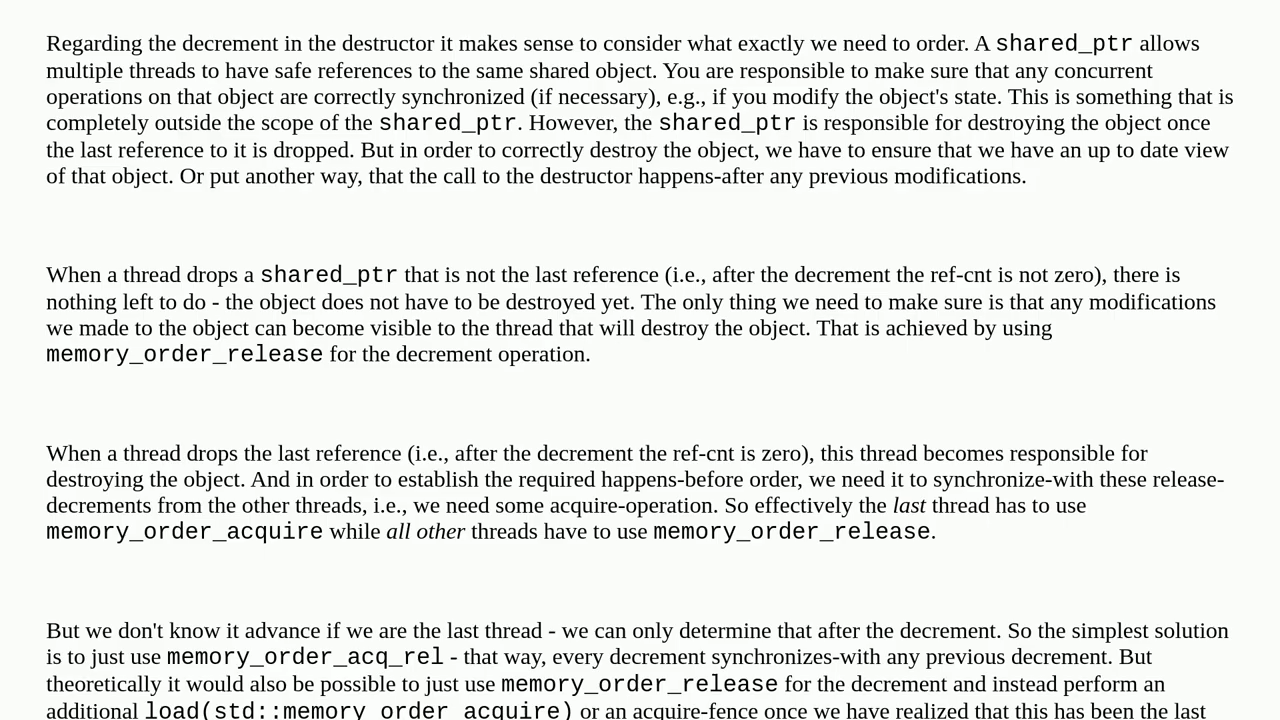 Regarding the decrement in the destructor it makes sense to consider what exactly we need to order. A shared_ptr allows
multiple threads to have safe references to the same shared object. You are responsible to make sure that any concurrent
operations on that object are correctly synchronized (if necessary), e.g., if you modify the object's state. This is something that is
completely outside the scope of the shared_ptr. However, the shared_ptr is responsible for destroying the object once
the last reference to it is dropped. But in order to correctly destroy the object, we have to ensure that we have an up to date view
of that object. Or put another way, that the call to the destructor happens-after any previous modifications.
When a thread drops a shared_ptr that is not the last reference (i.e., after the decrement the ref-cnt is not zero), there is
nothing left to do - the object does not have to be destroyed yet. The only thing we need to make sure is that any modifications
we made to the object can become visible to the thread that will destroy the object. That is achieved by using
memory_order_release for the decrement operation.
When a thread drops the last reference (i.e., after the decrement the ref-cnt is zero), this thread becomes responsible for
destroying the object. And in order to establish the required happens-before order, we need it to synchronize-with these release-
decrements from the other threads, i.e., we need some acquire-operation. So effectively the last thread has to use
memory_order_acquire while all other threads have to use memory_order_release.
But we don't know it advance if we are the last thread - we can only determine that after the decrement. So the simplest solution
is to just use memory_order_acq_rel - that way, every decrement synchronizes-with any previous decrement. But
theoretically it would also be possible to just use memory_order_release for the decrement and instead perform an
additional load(std::memory_order_acquire) or an acquire-fence once we have realized that this has been the last